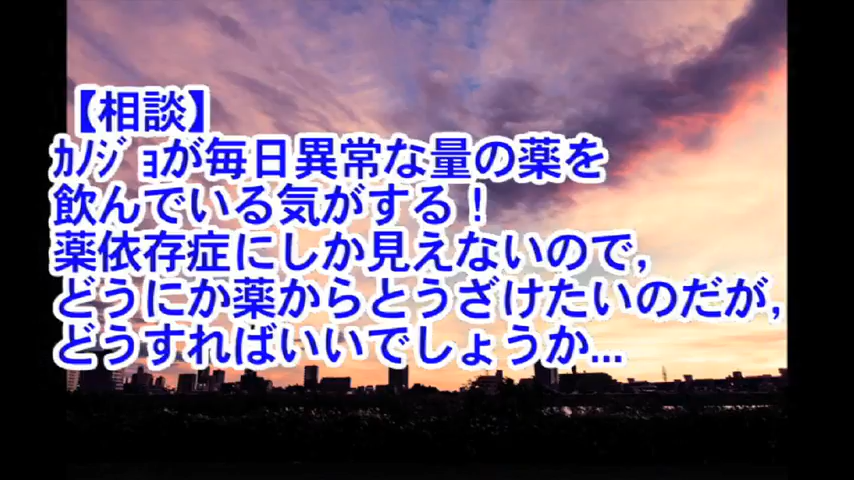 【相談】
ｶﾉｼﾞョが毎日異常な量の薬を
飲んでいる気がする！
薬依存症にしか見えないので，
どうにか薬からとうざけたいのだが，
どうすればいいでしょうか...